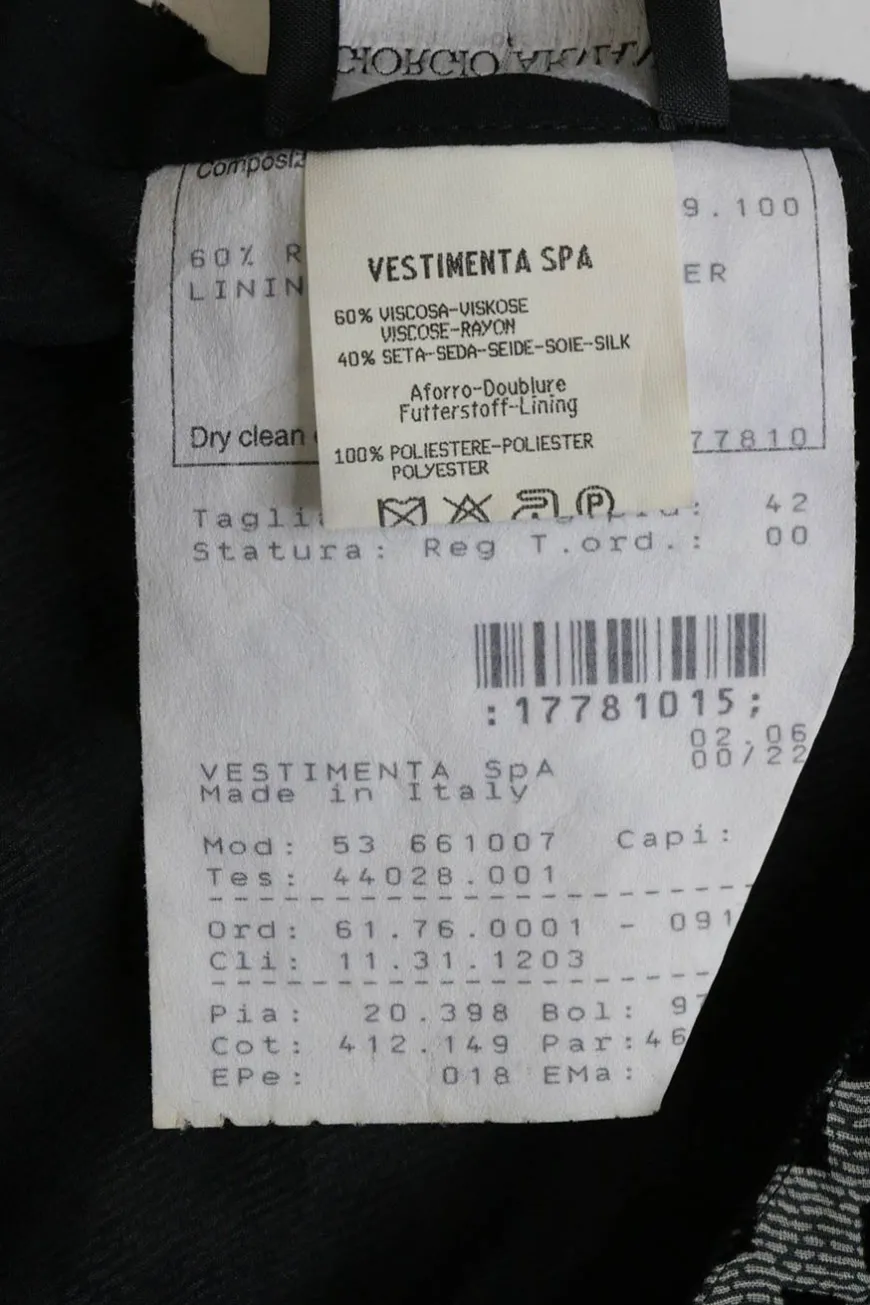 GIORGIO ARMAN
Composiz
9.100
60% R
LININ
ER
VESTIMENTA SPA
60% VISCOSA-VISKOSE
VISCOSE-RAYON
40% SETA-SEDA-SEIDE-SOIE-SILK
Aforro-Doublure
Futterstoff-Lining
100% POLIESTERE-POLIESTER
POLYESTER
Dry clean
77810
P
Tagli
42
Statura: Reg T.ord.: 00
:17781015;
02.06
00/22
VESTIMENTA SpA
Made in Italy
Mod: 53 661007 Capi:
Tes: 44028.001
Ord: 61.76.0001 - 091
Cli: 11.31.1203
Pia: 20.398 Bol: 97
Cot: 412.149 Par:46
EPe: 018 EMa: